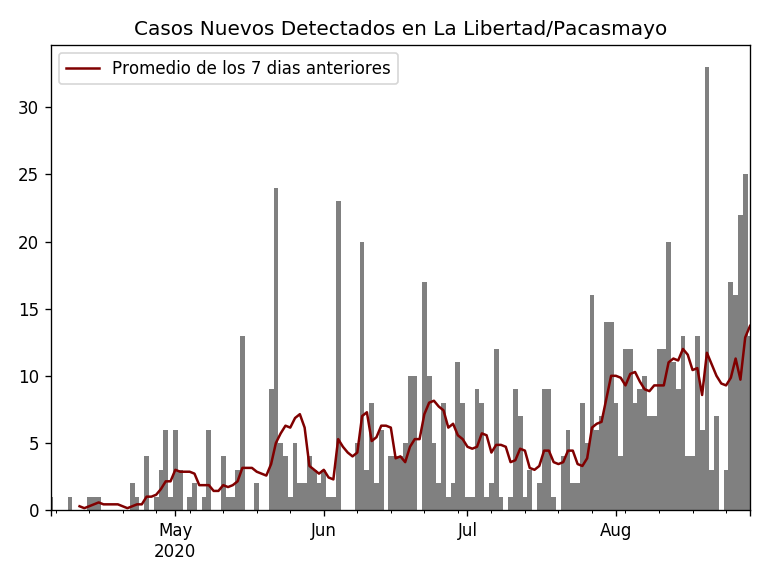 Casos Nuevos Detectados en La Libertad/Pacasmayo
Promedio de los 7 dias anteriores
30
25
20
15
10
5
0
May Jun Jul Aug
2020